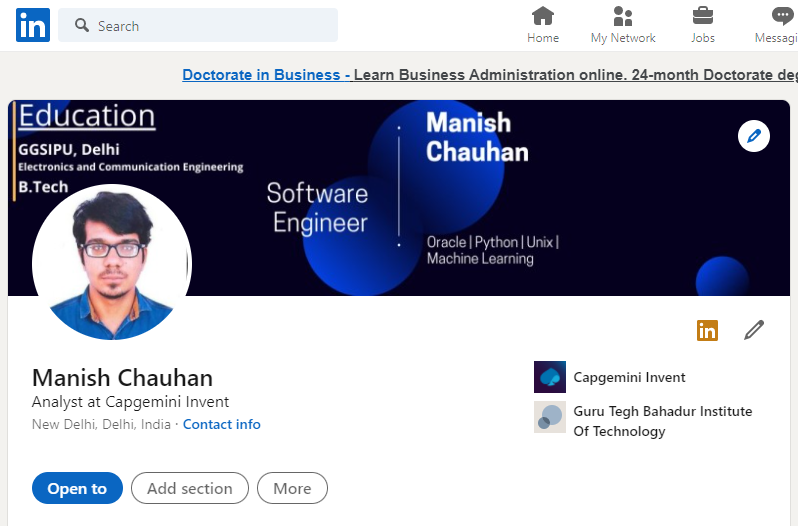 in
Search
Home
My Network
Jobs
Messagi
Doctorate in Business - Learn Business Administration online. 24-month Doctorate deg
Education
GGSIPU, Delhi
Electronics and Communication Engineering
B.Tech
Software
Engineer
Manish
Chauhan
Oracle | Python | Unix |
Machine Learning
in
Manish Chauhan
Analyst at Capgemini Invent
New Delhi, Delhi, India · Contact info
Capgemini Invent
Guru Tegh Bahadur Institute
Of Technology
Open to
Add section
More